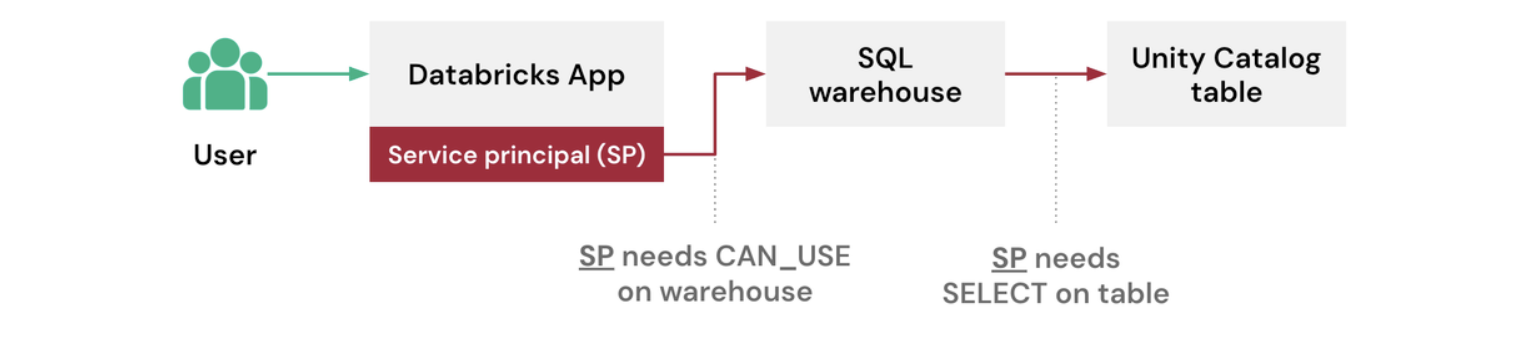 User
Databricks App
Service principal (SP)
SQL
warehouse
Unity Catalog
table
SP needs CAN_USE
on warehouse
SP needs
SELECT on table